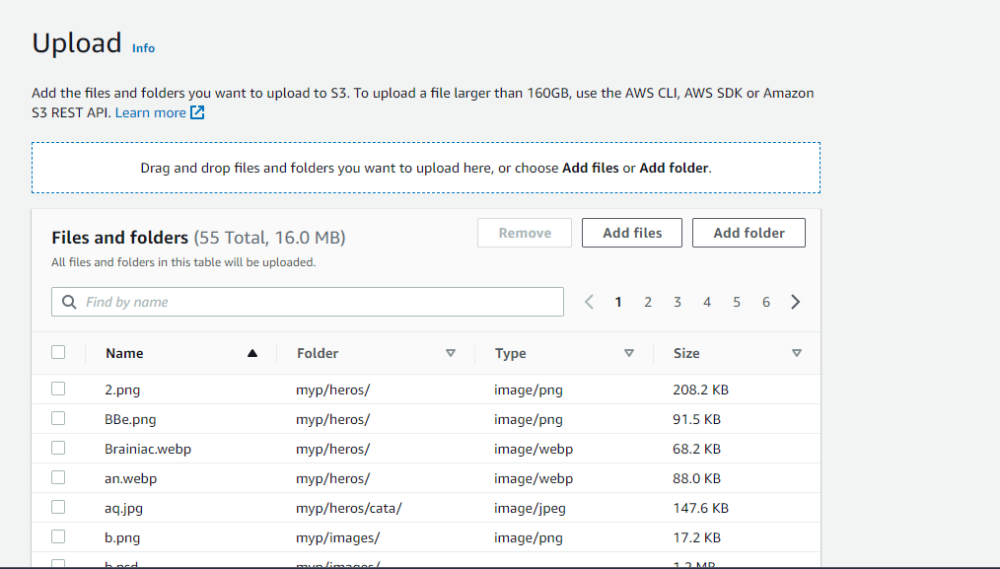 Upload Info
Add the files and folders you want to upload to S3. To upload a file larger than 160GB, use the AWS CLI, AWS SDK or Amazon
S3 REST API. Learn more
Drag and drop files and folders you want to upload here, or choose Add files or Add folder.
Files and folders (55 Total, 16.0 MB) Remove Add files Add folder
All files and folders in this table will be uploaded.
Find by name 1 2 3 4 5 6
Name Folder Type Size
2.png myp/heros/ image/png 208.2 KB
BBe.png myp/heros/ image/png 91.5 KB
Brainiac.webp myp/heros/ image/webp 68.2 KB
an.webp myp/heros/ image/webp 88.0 KB
aq.jpg myp/heros/cata/ image/jpeg 147.6 KB
b.png myp/images/ image/png 17.2 KB
b.psd myp/images/ 1.2 MB